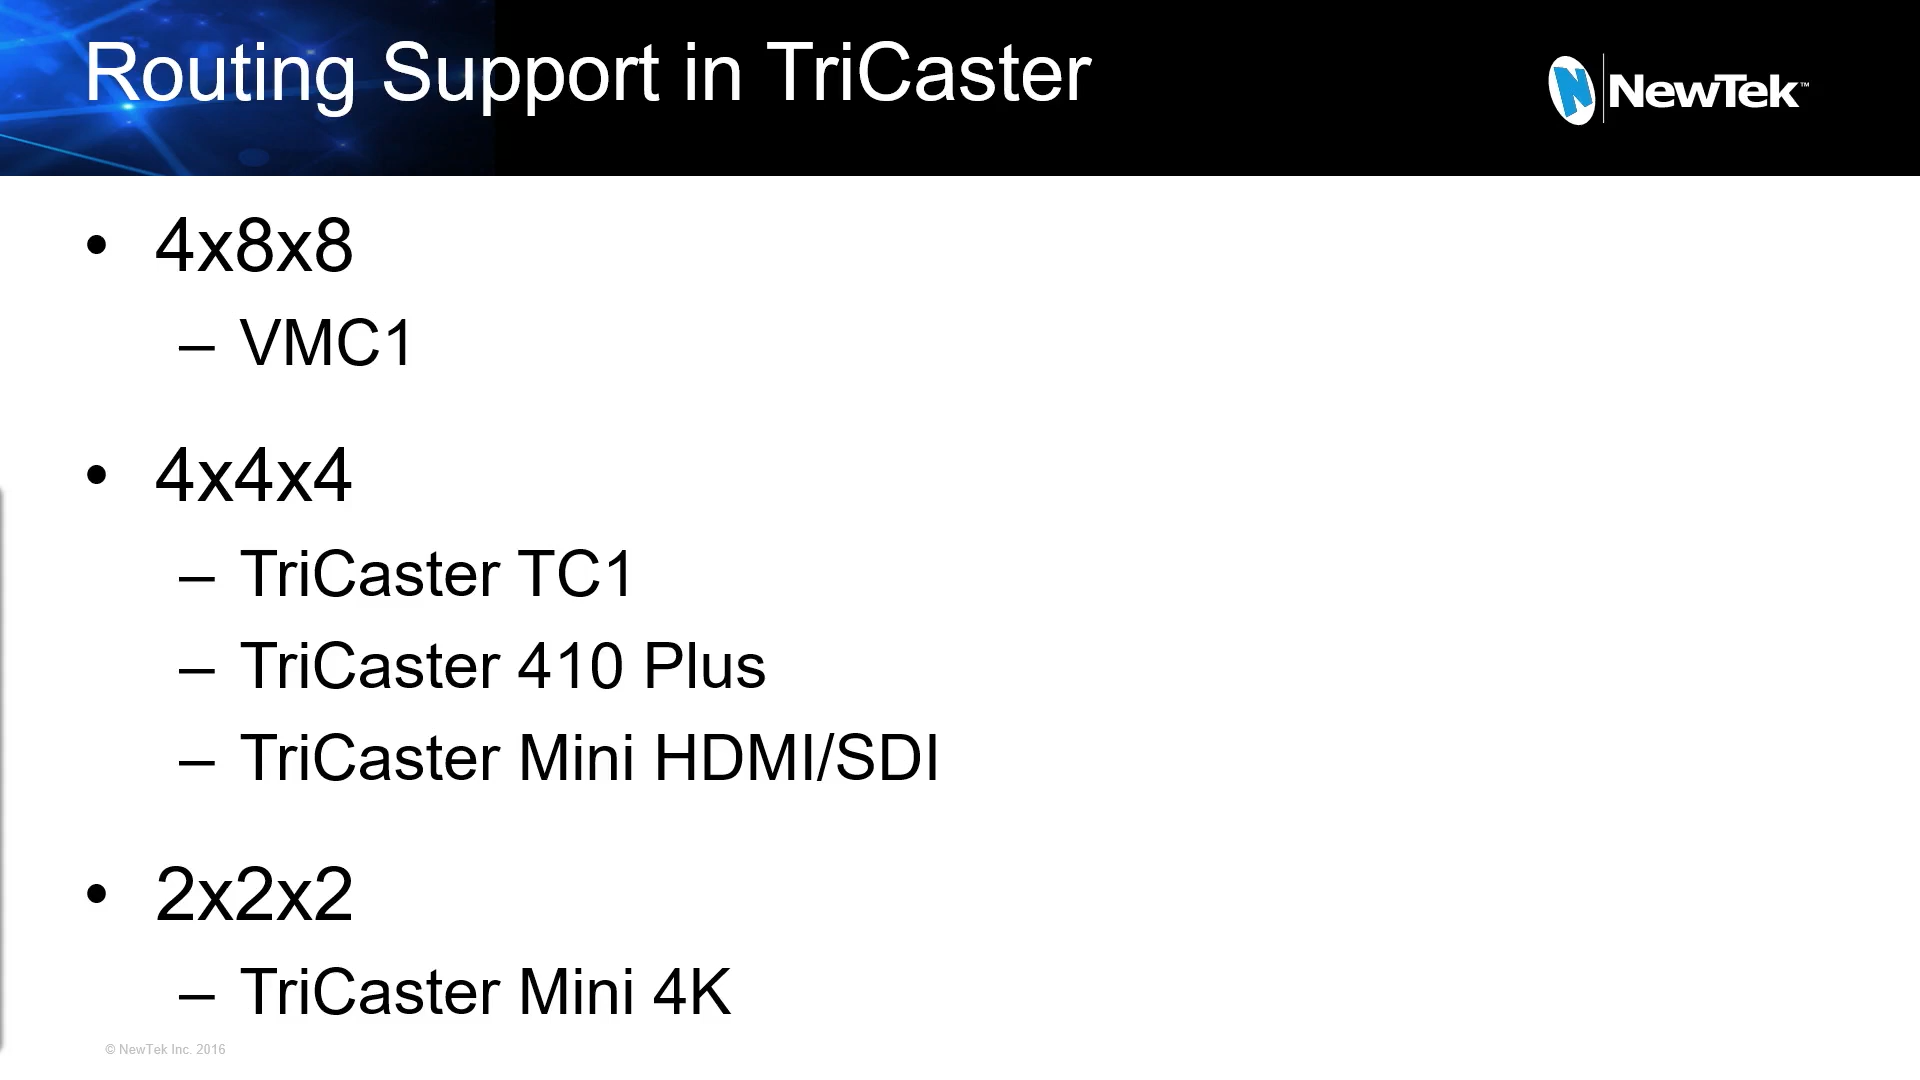 Routing Support in TriCaster
NewTek™
• 4x8x8
– VMC1
• 4x4x4
– TriCaster TC1
– TriCaster 410 Plus
– TriCaster Mini HDMI/SDI
• 2x2x2
– TriCaster Mini 4K
© NewTek Inc. 2016